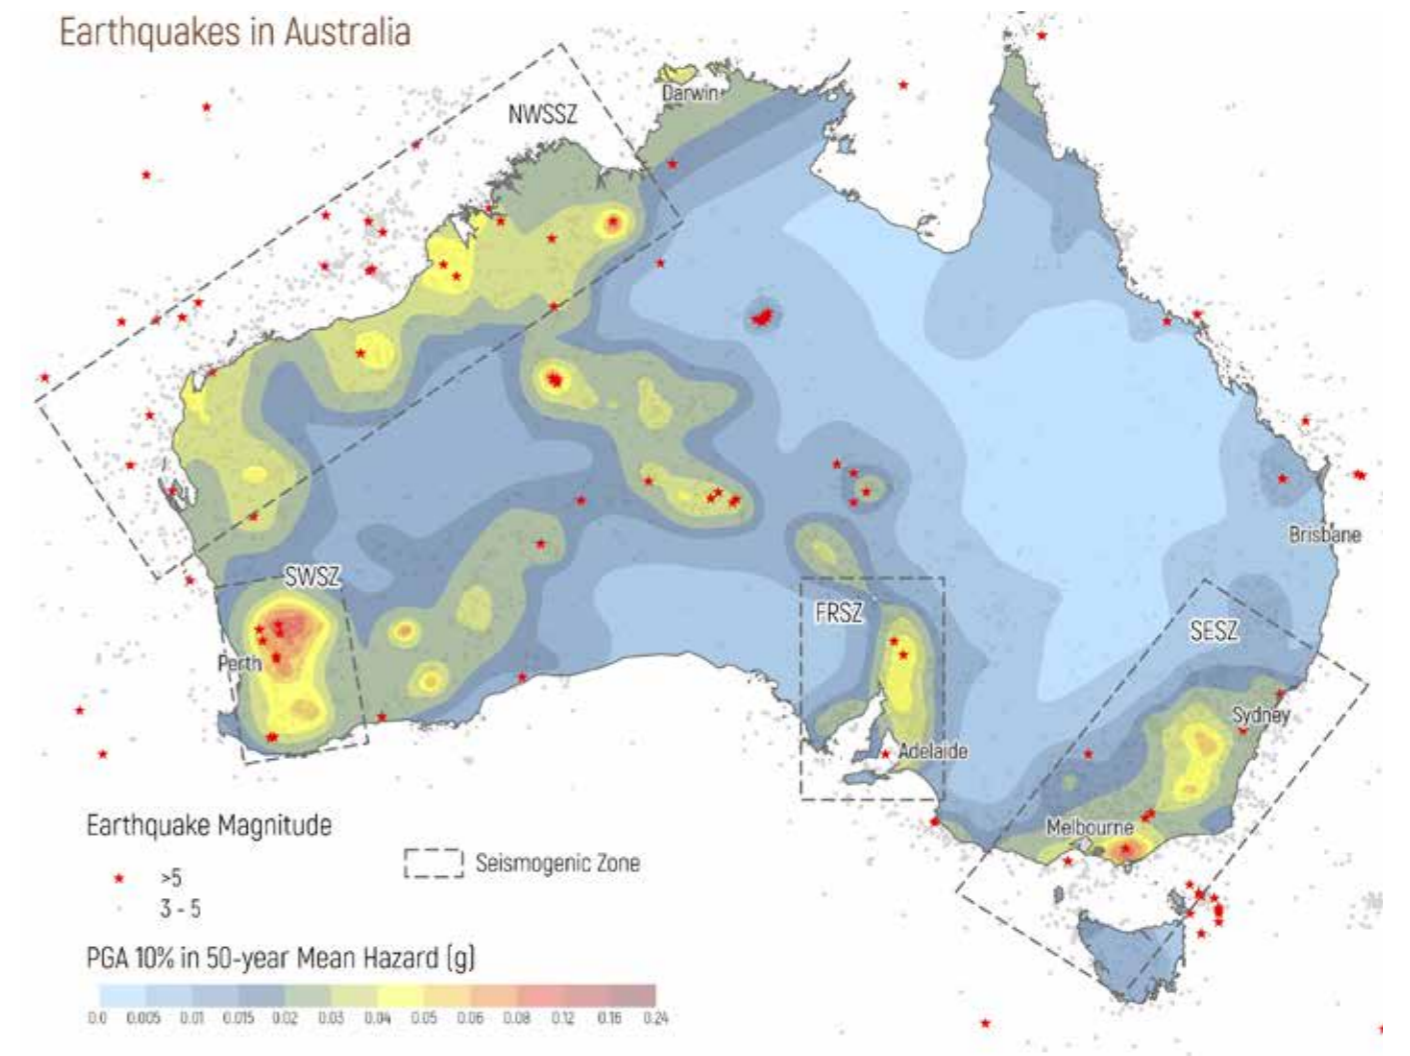 Earthquakes in Australia
NWSSZ
Darwin
Brisbane
SWSZ
FRSZ
SESZ
Perth
Sydney
Adelaide
Melbourne
Earthquake Magnitude
>5
3 - 5
Seismogenic Zone
PGA 10% in 50-year Mean Hazard (g)
0.0 0.005 0.01 0.015 0.02 0.03 0.04 0.05 0.06 0.08 0.12 0.16 0.24